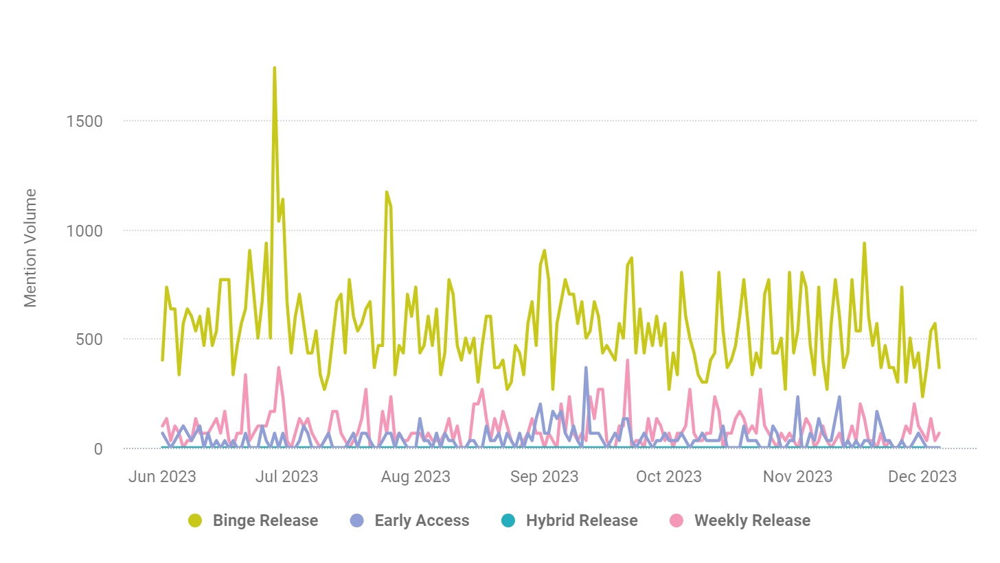 Mention Volume
1500
1000
500
0
Jun 2023 Jul 2023 Aug 2023 Sep 2023 Oct 2023 Nov 2023 Dec 2023
Binge Release Early Access Hybrid Release Weekly Release